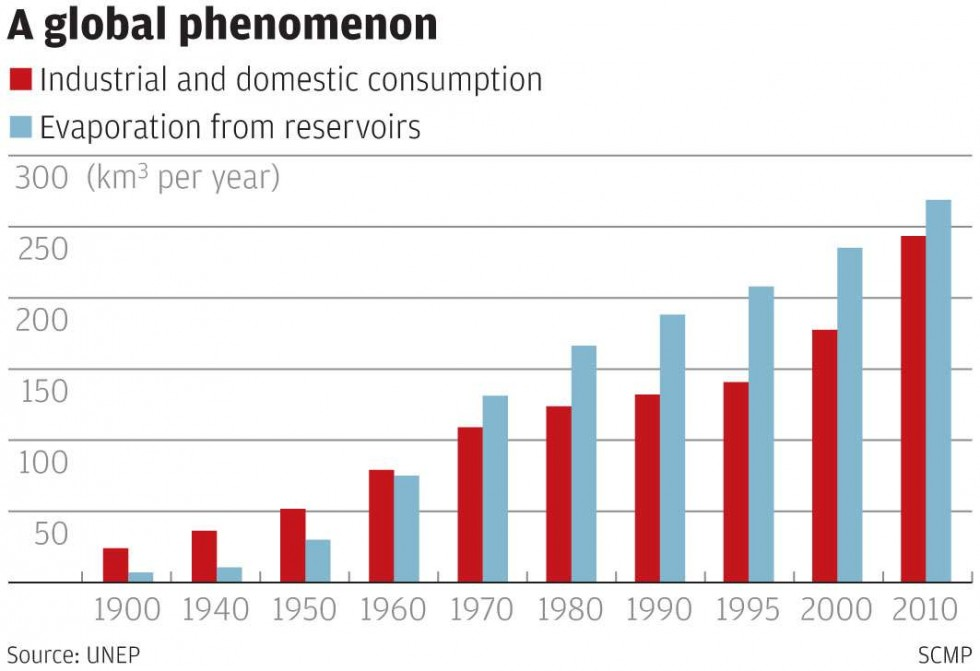 A global phenomenon
Industrial and domestic consumption
Evaporation from reservoirs
300 (km³ per year)
250
200
150
100
50
1900 1940 1950 1960 1970 1980 1990 1995 2000 2010
Source: UNEP SCMP